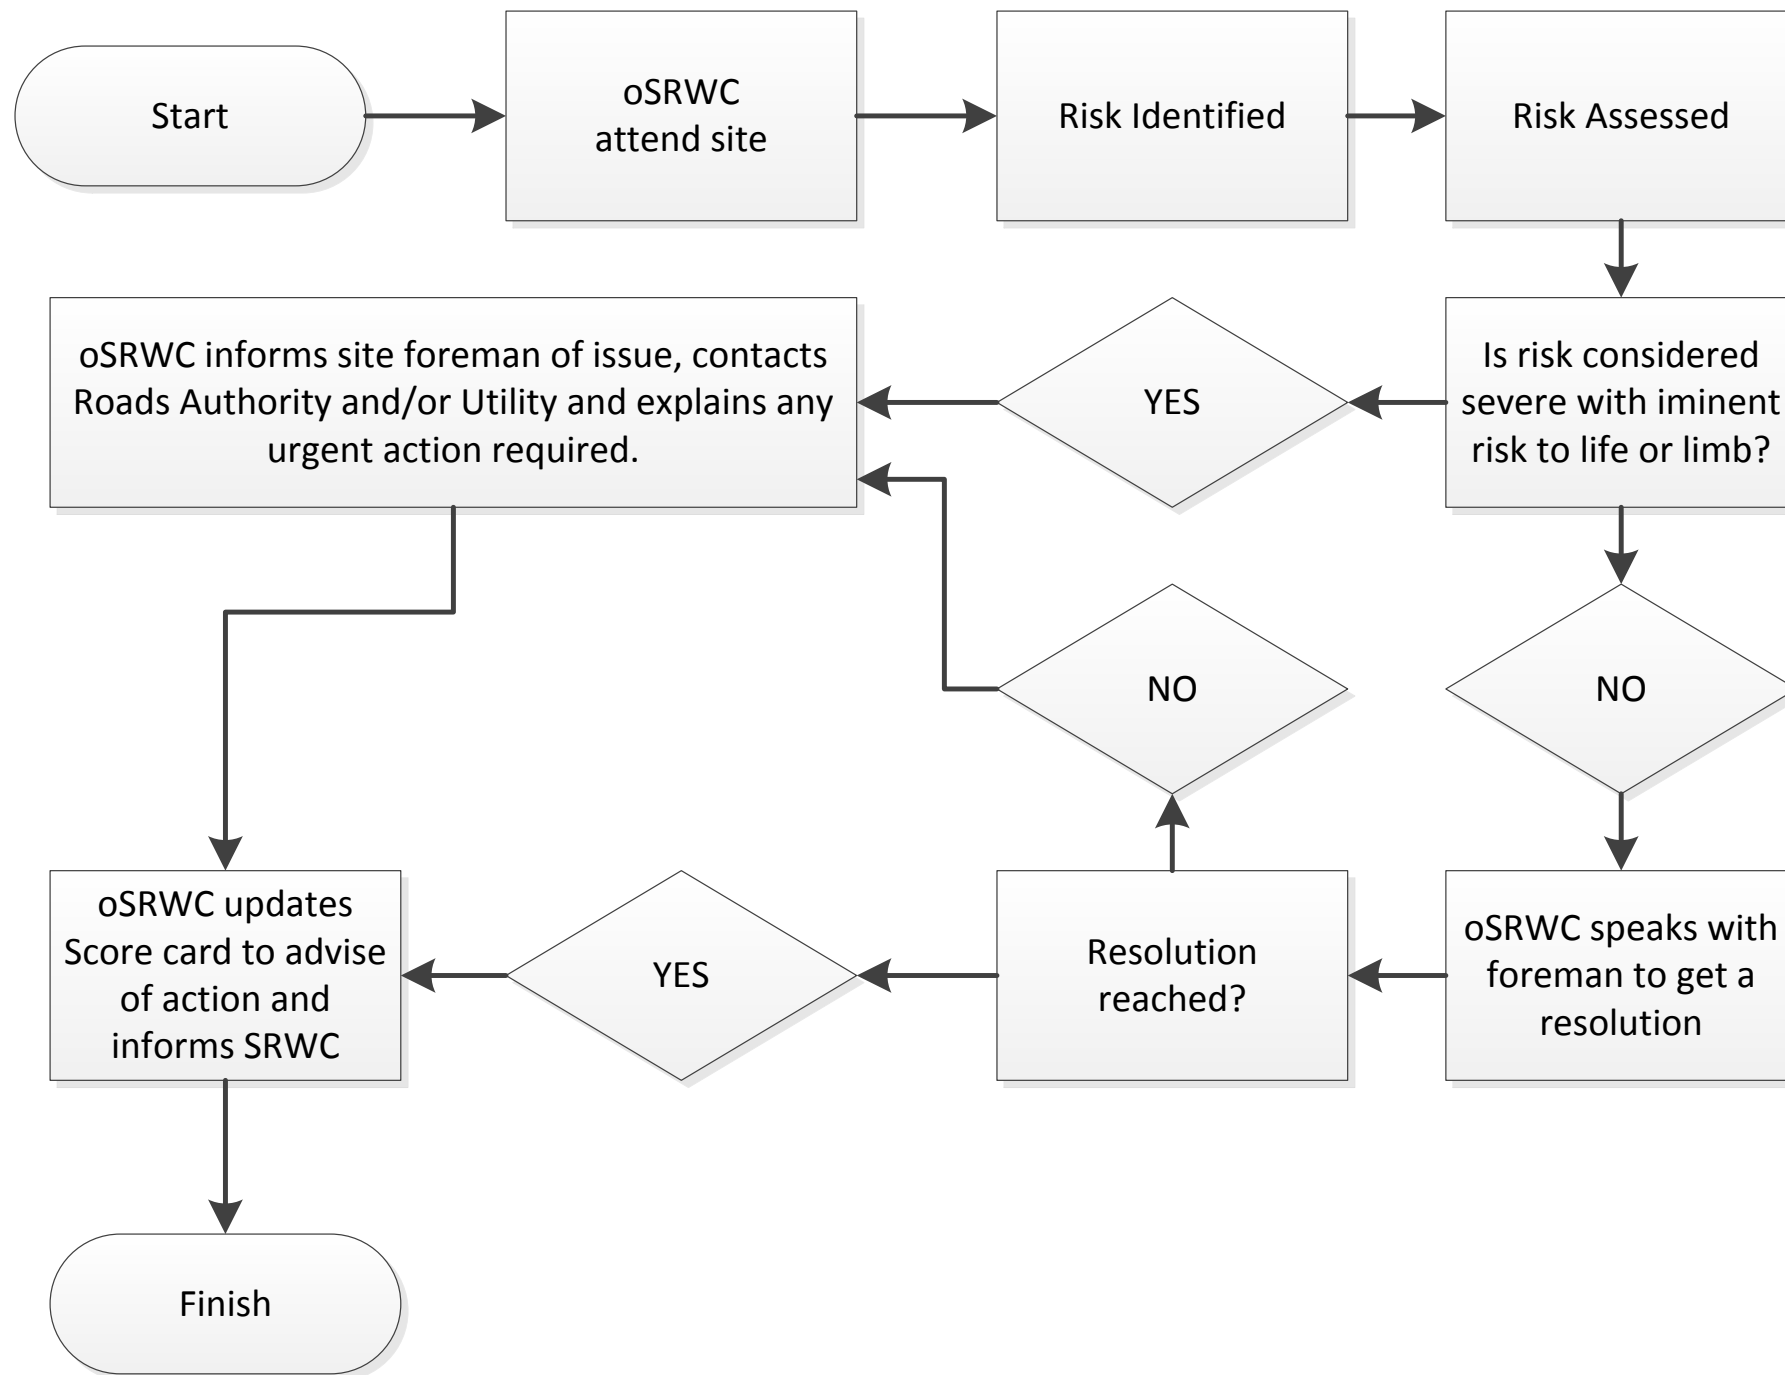 Start
oSRWC
attend site
Risk Identified
Risk Assessed
oSRWC informs site foreman of issue, contacts
Roads Authority and/or Utility and explains any
urgent action required.
YES
Is risk considered
severe with iminent
risk to life or limb?
NO
NO
oSRWC updates
Score card to advise
of action and
informs SRWC
YES
Resolution
reached?
oSRWC speaks with
foreman to get a
resolution
Finish